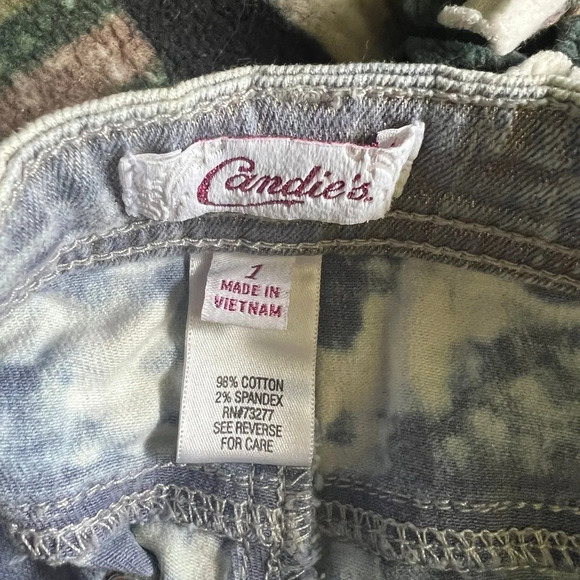 Candie's.
1
MADE IN
VIETNAM
98% COTTON
2% SPANDEX
RN#73277
SEE REVERSE
FOR CARE